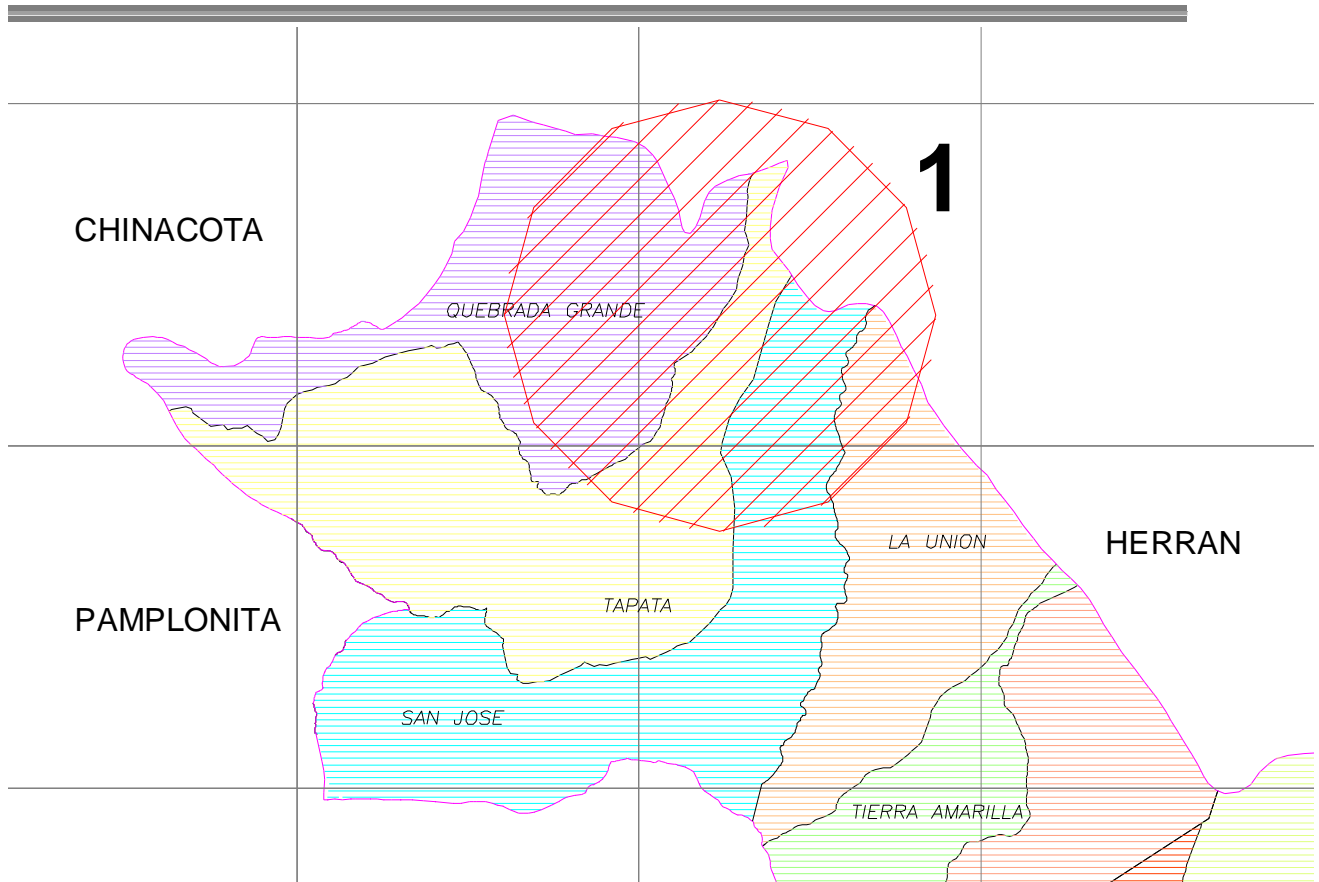 1
CHINACOTA
QUEBRADA GRANDE
LA UNION
HERRAN
TAPATA
PAMPLONITA
SAN JOSE
TIERRA AMARILLA